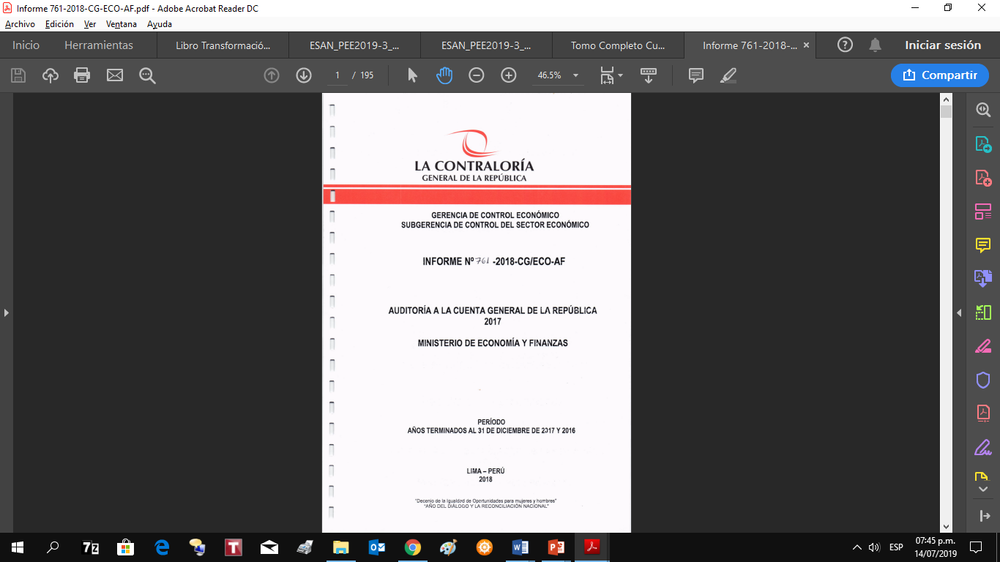 Informe 761-2018-CG-ECO-AF.pdf - Adobe Acrobat Reader DC
Archivo Edición Ver Ventana Ayuda
Inicio Herramientas Libro Transformació... ESAN_PEE2019-3_... ESAN_PEE2019-3_... Tomo Completo Cu... Informe 761-2018-... × Iniciar sesión
1 / 195 46.5% Compartir
LA CONTRALORÍA
GENERAL DE LA REPÚBLICA
GERENCIA DE CONTROL ECONÓMICO
SUBGERENCIA DE CONTROL DEL SECTOR ECONÓMICO
INFORME Nº 761 -2018-CG/ECO-AF
AUDITORÍA A LA CUENTA GENERAL DE LA REPÚBLICA
2017
MINISTERIO DE ECONOMÍA Y FINANZAS
PERÍODO
AÑOS TERMINADOS AL 31 DE DICIEMBRE DE 2017 Y 2016
LIMA – PERÚ
2018
"Decenio de la Igualdad de Oportunidades para mujeres y hombres"
"AÑO DEL DIÁLOGO Y LA RECONCILIACIÓN NACIONAL"
ESP
07:45 p.m.
14/07/2019